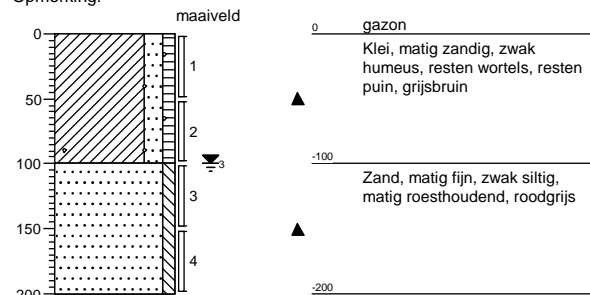 Opmerking:
maaiveld
0
50
100
150
200
1
2
3
4
3
0
gazon
Klei, matig zandig, zwak
humeus, resten wortels, resten
puin, grijsbruin
-100
Zand, matig fijn, zwak siltig,
matig roesthoudend, roodgrijs
-200